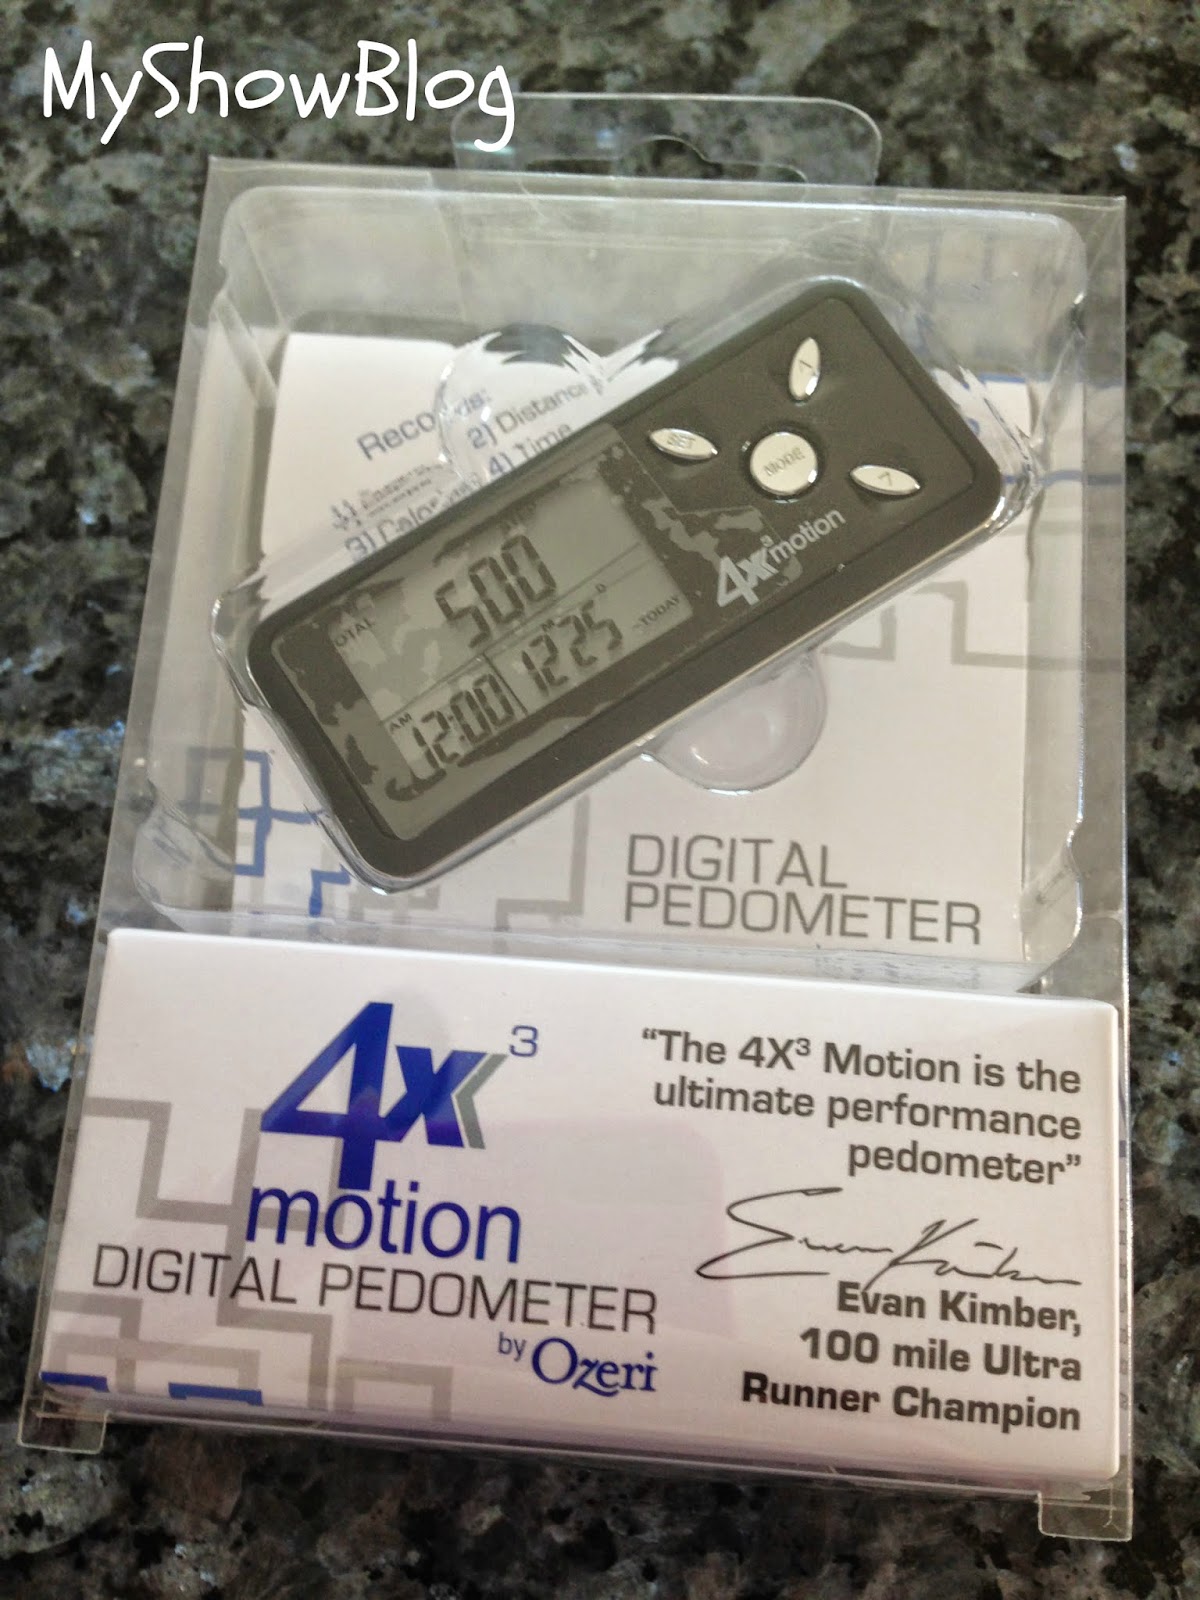 MyShowBlog
Records:
2) Distance
4) Time
SET
MODE
4x³ motion
500
TODAY
AM
12:00
M
D
12 25
DIGITAL
PEDOMETER
4x³
motion
DIGITAL PEDOMETER
by Ozeri
“The 4X³ Motion is the
ultimate performance
pedometer”
Evan Kimber,
100 mile Ultra
Runner Champion